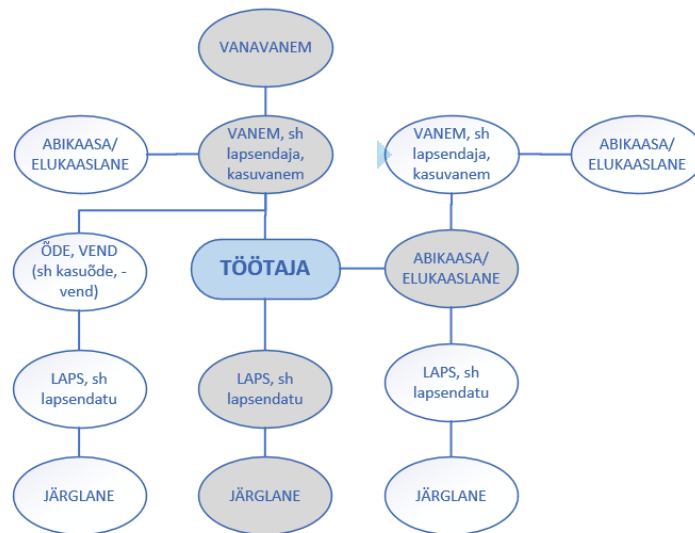 VANAVANEM
ABIKAASA/
ELUKAASLANE
VANEM, sh
lapsendaja,
kasuvanem
VANEM, sh
lapsendaja,
kasuvanem
ABIKAASA/
ELUKAASLANE
ÕDE, VEND
(sh kasuõde, -
vend)
TÖÖTAJA
ABIKAASA/
ELUKAASLANE
LAPS, sh
lapsendatu
LAPS, sh
lapsendatu
LAPS, sh
lapsendatu
JÄRGLANE
JÄRGLANE
JÄRGLANE